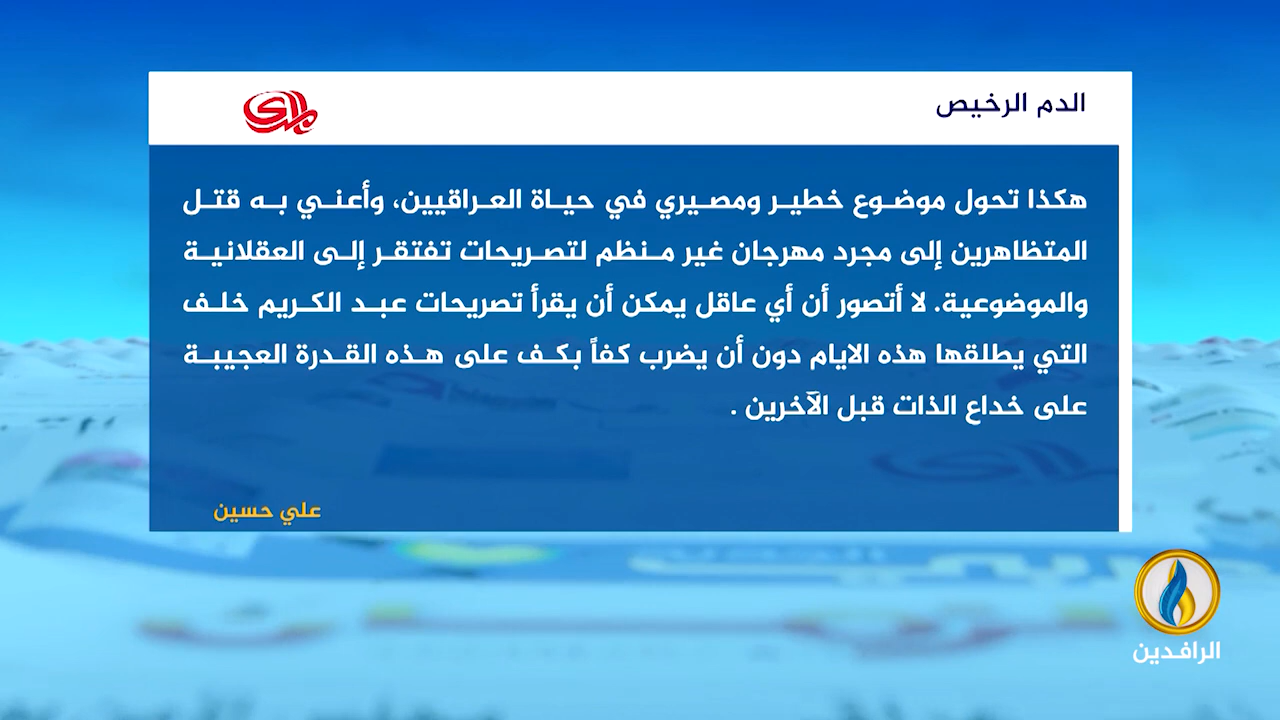 الدم الرخيص
المدى
هكذا تحول موضوع خطير ومصيري في حياة العراقيين، وأعني به قتل
المتظاهرين إلى مجرد مهرجان غير منظم لتصريحات تفتقر إلى العقلانية
والموضوعية. لا أتصور أن أي عاقل يمكن أن يقرأ تصريحات عبد الكريم خلف
التي يطلقها هذه الايام دون أن يضرب كفاً بكف على هذه القدرة العجيبة
على خداع الذات قبل الآخرين .
علي حسين
الرافدين